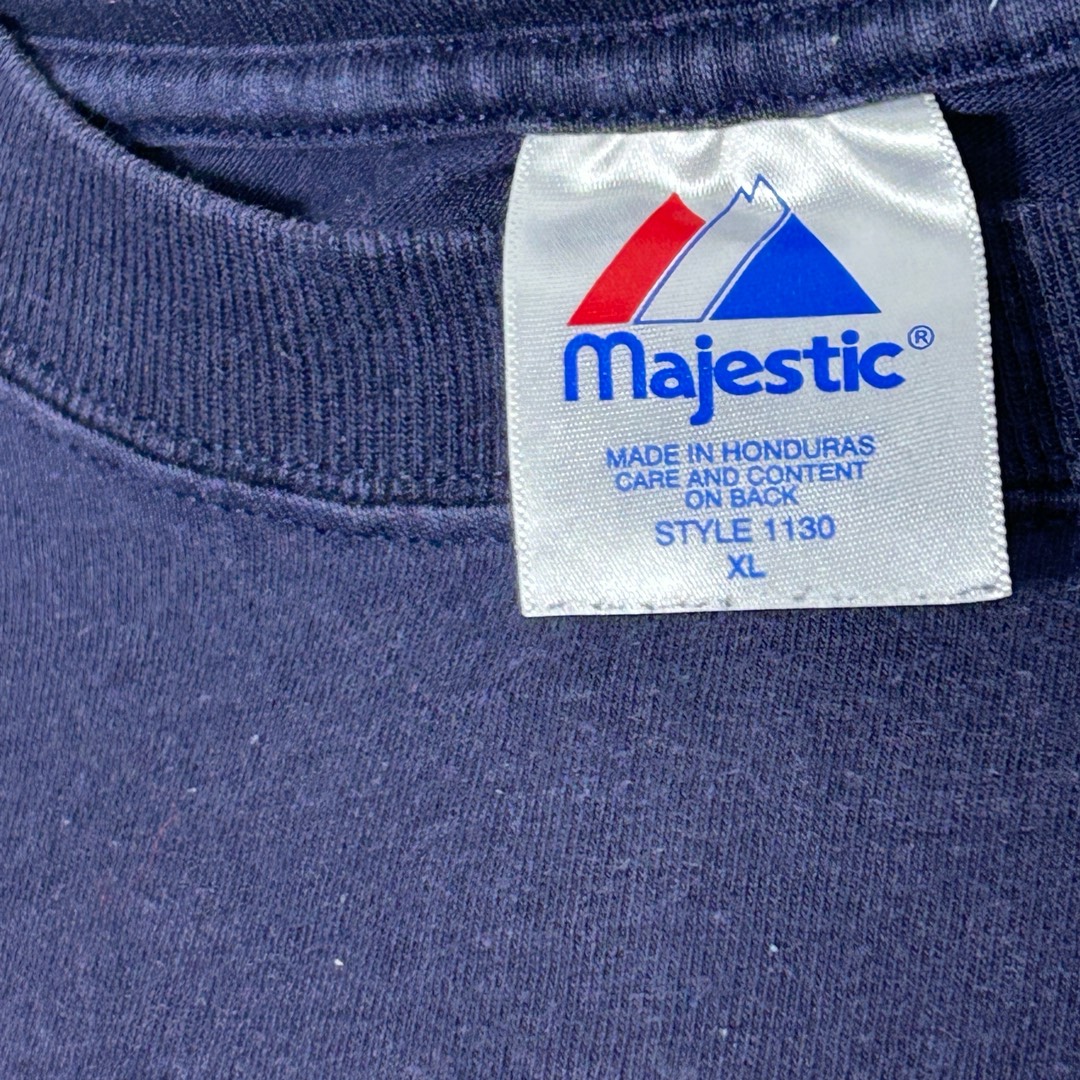 Majestic®
MADE IN HONDURAS
CARE AND CONTENT
ON BACK
STYLE 1130
XL